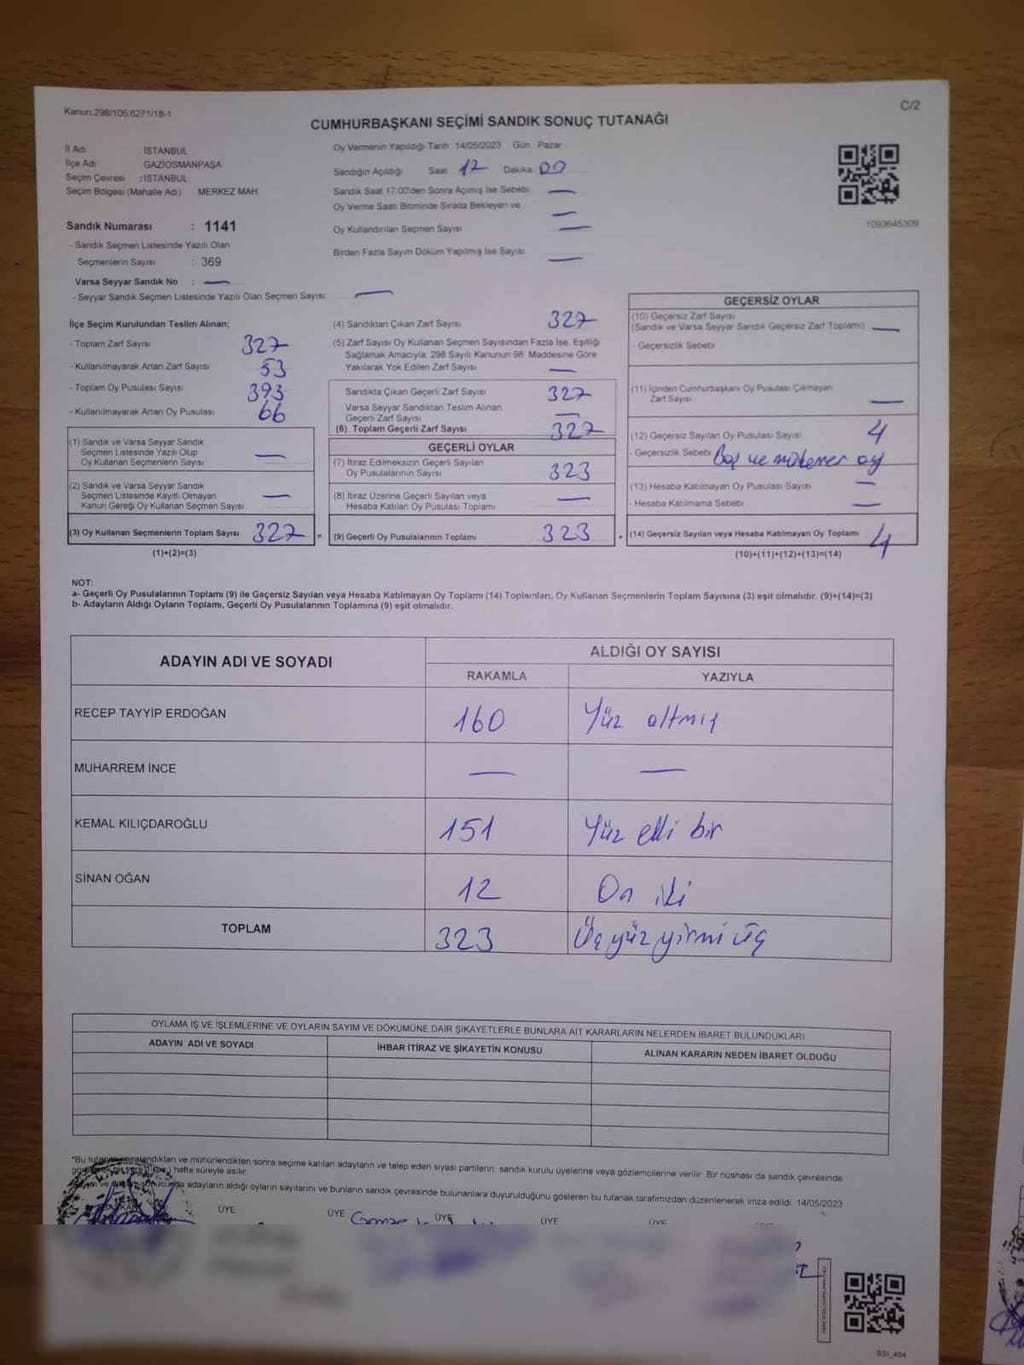 Kanun:298/105;6271/18-1
C/2
CUMHURBAŞKANI SEÇİMİ SANDIK SONUÇ TUTANAĞI
İl Adı : İSTANBUL
İlçe Adı : GAZİOSMANPAŞA
Seçim Çevresi : İSTANBUL
Seçim Bölgesi (Mahalle Adı) MERKEZ MAH.
Sandık Numarası : 1141
- Sandık Seçmen Listesinde Yazılı Olan
Seçmenlerin Sayısı : 369
Varsa Seyyar Sandık No : —
- Seyyar Sandık Seçmen Listesinde Yazılı Olan Seçmen Sayısı: —
Oy Vermenin Yapıldığı Tarih 14/05/2023 Gün Pazar
Sandığın Açıldığı Saat 17 Dakika 00
Sandık Saat 17:00'den Sonra Açılmış İse Sebebi —
Oy Verme Saati Bitiminde Sırada Bekleyen ve —
Oy Kullandırılan Seçmen Sayısı —
Birden Fazla Sayım Döküm Yapılmış İse Sayısı —
1093645309
İlçe Seçim Kurulundan Teslim Alınan;
- Toplam Zarf Sayısı 327
- Kullanılmayarak Artan Zarf Sayısı 53
- Toplam Oy Pusulası Sayısı 393
- Kullanılmayarak Artan Oy Pusulası 66
(1) Sandık ve Varsa Seyyar Sandık
Seçmen Listesinde Yazılı Olup
Oy Kullanan Seçmenlerin Sayısı —
(2) Sandık ve Varsa Seyyar Sandık
Seçmen Listesinde Kayıtlı Olmayan
Kanun Gereği Oy Kullanan Seçmen Sayısı —
(3) Oy Kullanan Seçmenlerin Toplam Sayısı 327 =
(1)+(2)=(3)
(4) Sandıktan Çıkan Zarf Sayısı 327
(5) Zarf Sayısı Oy Kullanan Seçmen Sayısından Fazla İse, Eşitliği
Sağlamak Amacıyla, 298 Sayılı Kanunun 98. Maddesine Göre
Yakılarak Yok Edilen Zarf Sayısı —
Sandıkta Çıkan Geçerli Zarf Sayısı 327
Varsa Seyyar Sandıktan Teslim Alınan
Geçerli Zarf Sayısı —
(6) Toplam Geçerli Zarf Sayısı 327
GEÇERLİ OYLAR
(7) İtiraz Edilmeksizin Geçerli Sayılan
Oy Pusulalarının Sayısı 323
(8) İtiraz Üzerine Geçerli Sayılan veya
Hesaba Katılan Oy Pusulası Toplamı —
(9) Geçerli Oy Pusulalarının Toplamı 323 +
GEÇERSİZ OYLAR
(10) Geçersiz Zarf Sayısı
(Sandık ve Varsa Seyyar Sandık Geçersiz Zarf Toplamı) —
- Geçersizlik Sebebi
(11) İçinden Cumhurbaşkanı Oy Pusulası Çıkmayan
Zarf Sayısı —
(12) Geçersiz Sayılan Oy Pusulası Sayısı 4
- Geçersizlik Sebebi Boş ve mükerrer oy
(13) Hesaba Katılmayan Oy Pusulası Sayısı —
- Hesaba Katılmama Sebebi —
(14) Geçersiz Sayılan veya Hesaba Katılmayan Oy Toplamı 4
(10)+(11)+(12)+(13)=(14)
NOT:
a- Geçerli Oy Pusulalarının Toplamı (9) ile Geçersiz Sayılan veya Hesaba Katılmayan Oy Toplamı (14) Toplamları, Oy Kullanan Seçmenlerin Toplam Sayısına (3) eşit olmalıdır. (9)+(14)=(3)
b- Adayların Aldığı Oyların Toplamı, Geçerli Oy Pusulalarının Toplamına (9) eşit olmalıdır.
ADAYIN ADI VE SOYADI
ALDIĞI OY SAYISI
RAKAMLA YAZIYLA
RECEP TAYYİP ERDOĞAN 160 Yüz altmış
MUHARREM İNCE — —
KEMAL KILIÇDAROĞLU 151 Yüz elli bir
SİNAN OĞAN 12 On iki
TOPLAM 323 Üç yüz yirmi üç
OYLAMA İŞ VE İŞLEMLERİNE VE OYLARIN SAYIM VE DÖKÜMÜNE DAİR ŞİKAYETLERLE BUNLARA AİT KARARLARIN NELERDEN İBARET BULUNDUKLARI
ADAYIN ADI VE SOYADI İHBAR İTİRAZ VE ŞİKAYETİN KONUSU ALINAN KARARIN NEDEN İBARET OLDUĞU
*Bu tutanak imzalandıktan ve mühürlendikten sonra seçime katılan adayların ve talep eden siyasi partilerin, sandık kurulu üyelerine veya gözlemcilerine verilir. Bir nüshası da sandık çevresinde
hafta süreyle asılır.
adayların aldığı oyların sayılarını ve bunların sandık çevresinde bulunanlara duyurulduğunu gösteren bu tutanak tarafımızdan düzenlenerek imza edildi. 14/05/2023
ÜYE ÜYE ÜYE ÜYE ÜYE
SSI_404